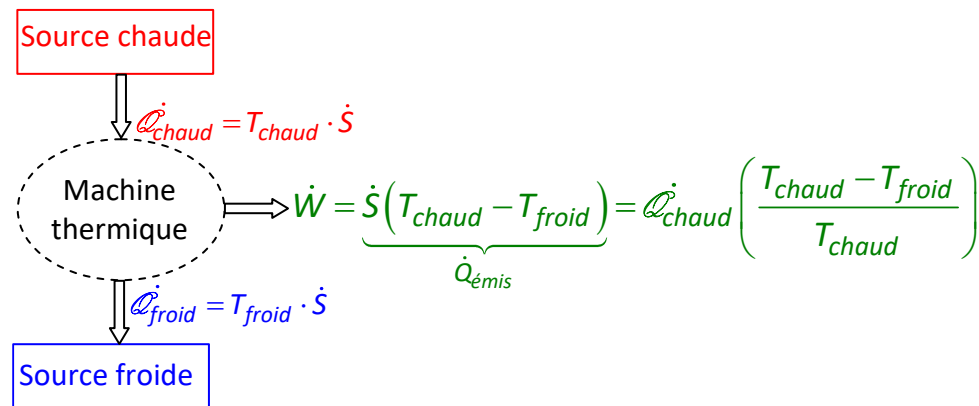 Source chaude
𝒬̇chaud = Tchaud · Ṡ
Machine
thermique
Ẇ = Ṡ(Tchaud − Tfroid) = 𝒬̇chaud ((Tchaud − Tfroid) / Tchaud)
Q̇émis
𝒬̇froid = Tfroid · Ṡ
Source froide